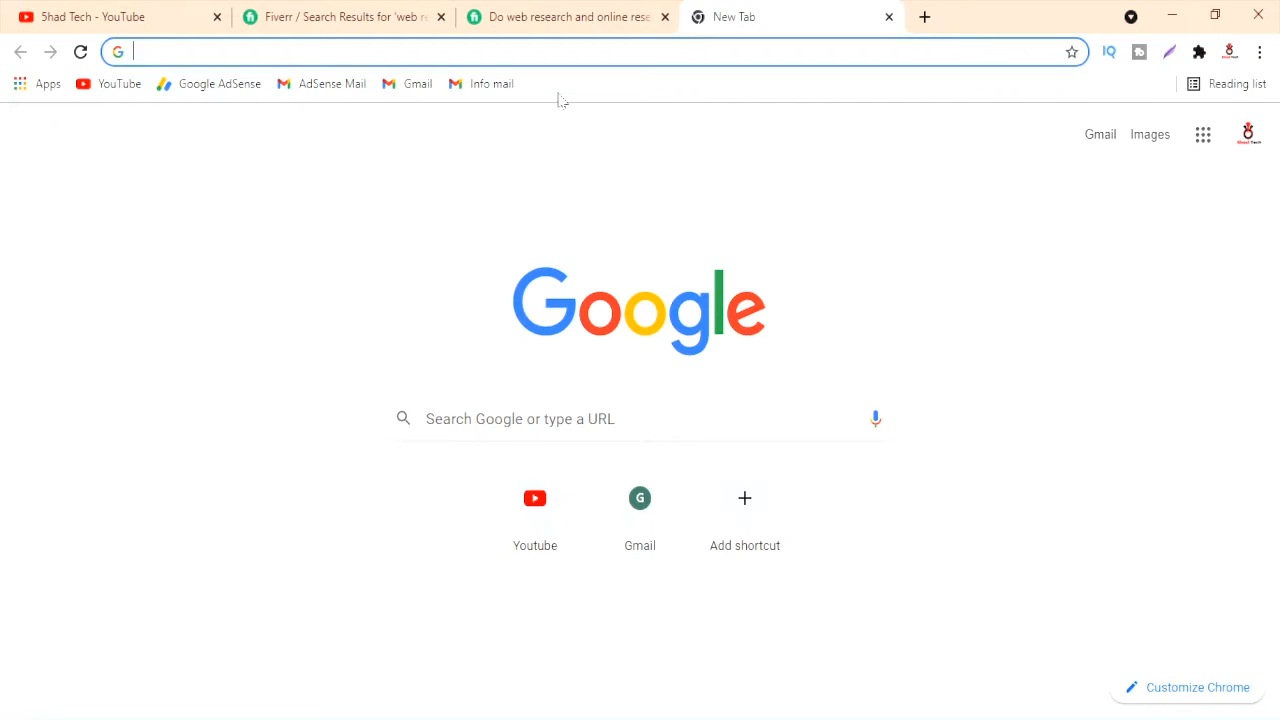 5had Tech - YouTube
Fiverr / Search Results for 'web re
Do web research and online rese
New Tab
Apps
YouTube
Google AdSense
AdSense Mail
Gmail
Info mail
Reading list
Gmail
Images
Google
Search Google or type a URL
G
Youtube
Gmail
Add shortcut
Customize Chrome